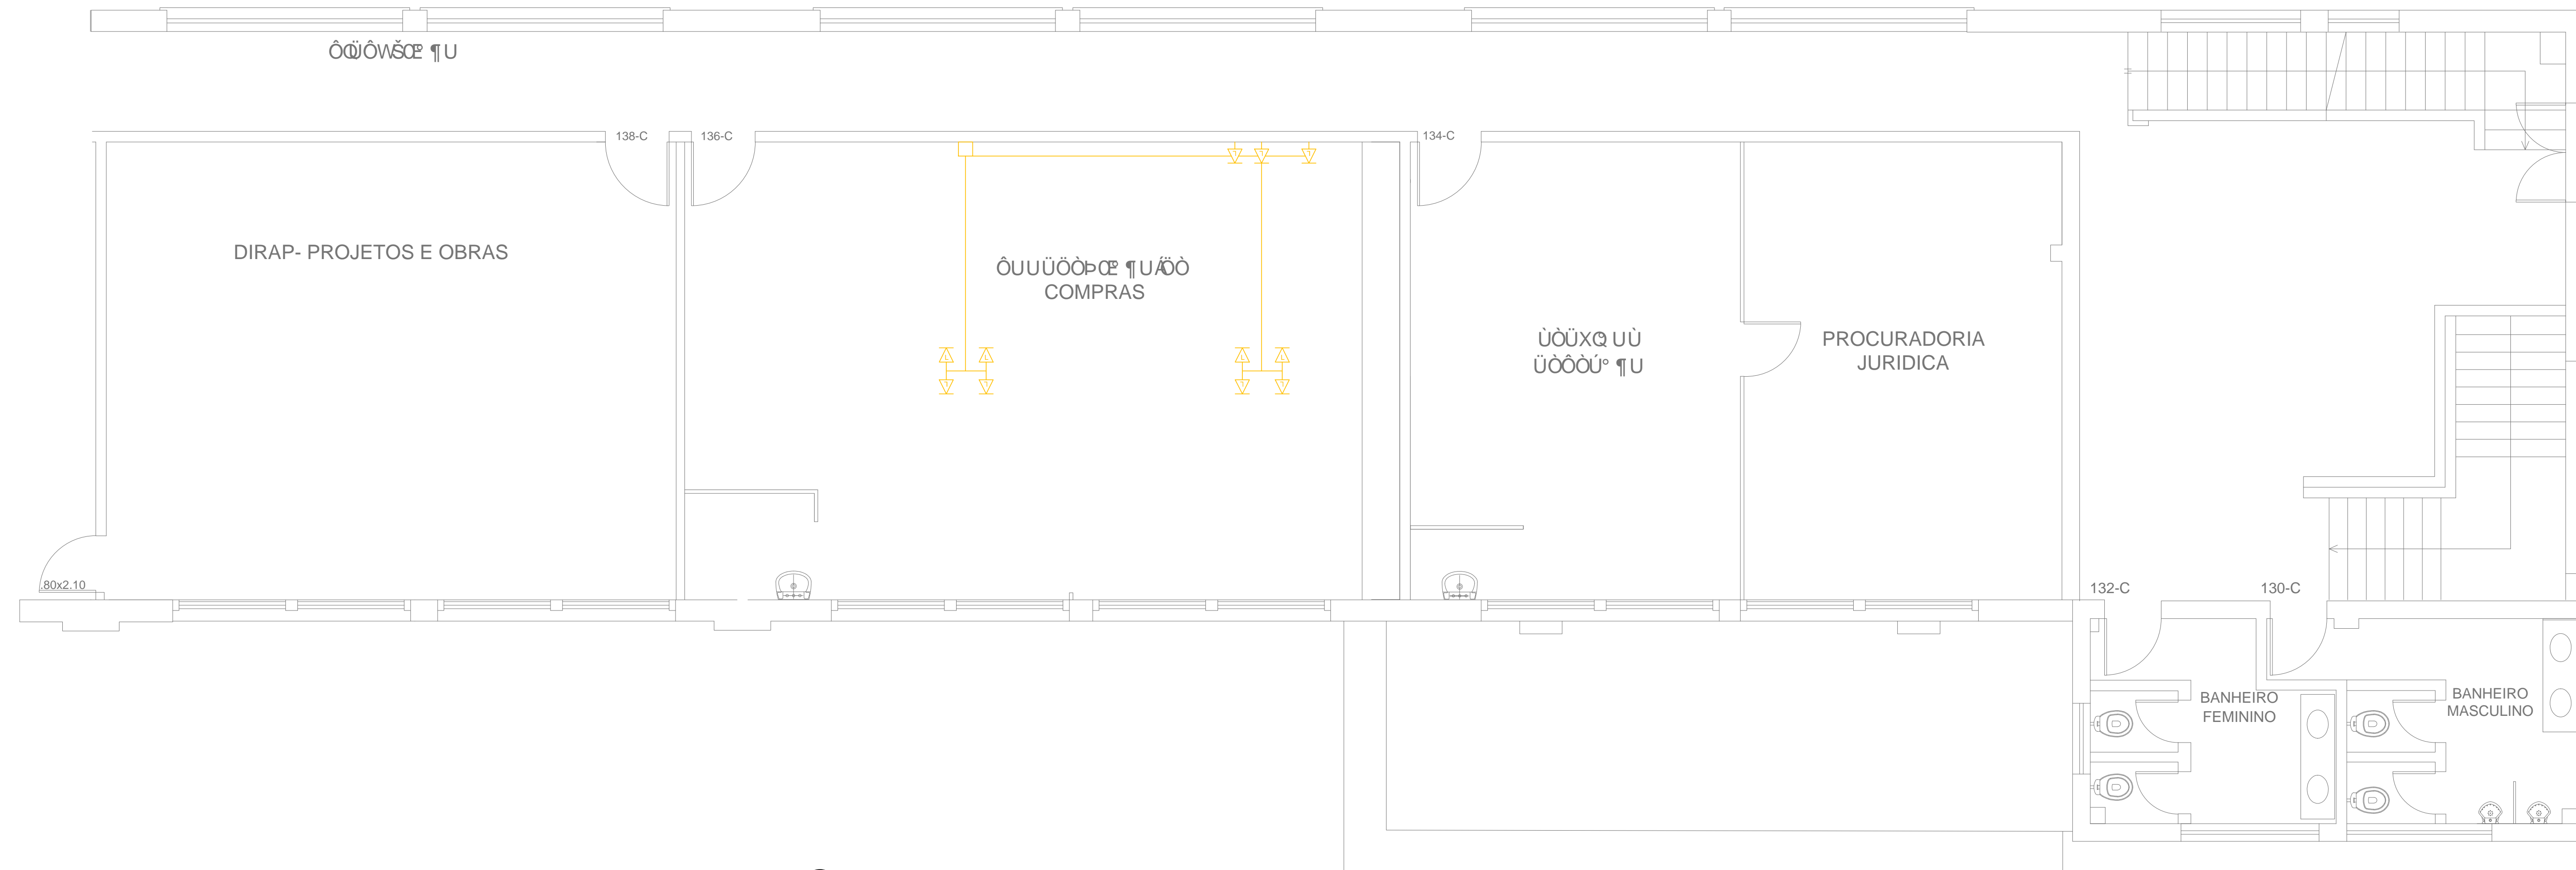 138-C
136-C
134-C
DIRAP- PROJETOS E OBRAS
COMPRAS
PROCURADORIA
JURIDICA
.80x2.10
132-C
130-C
BANHEIRO
FEMININO
BANHEIRO
MASCULINO